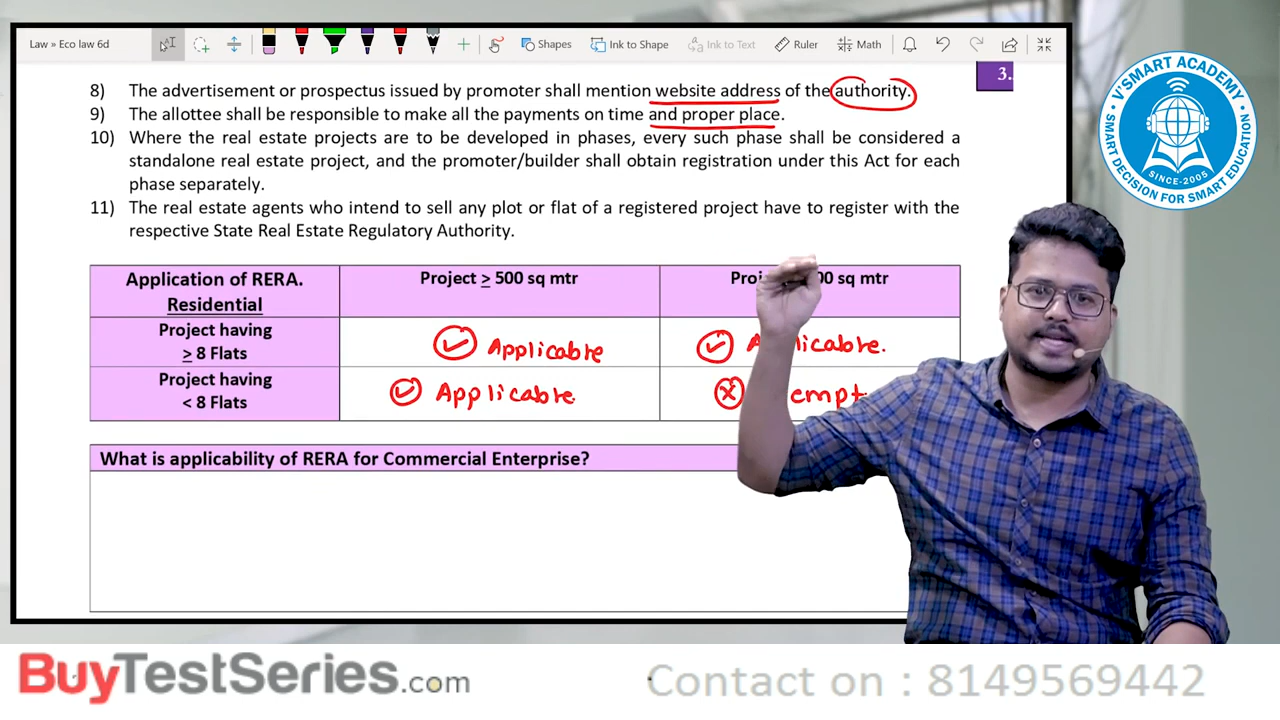 Law » Eco law 6d
Shapes
Ink to Shape
Ink to Text
Ruler
Math
3.
8) The advertisement or prospectus issued by promoter shall mention website address of the authority.
9) The allottee shall be responsible to make all the payments on time and proper place.
10) Where the real estate projects are to be developed in phases, every such phase shall be considered a
standalone real estate project, and the promoter/builder shall obtain registration under this Act for each
phase separately.
11) The real estate agents who intend to sell any plot or flat of a registered project have to register with the
respective State Real Estate Regulatory Authority.
Application of RERA.
Residential
Project ≥ 500 sq mtr
sq mtr
Project having
≥ 8 Flats
Applicable
Project having
< 8 Flats
Applicable
What is applicability of RERA for Commercial Enterprise?
V'SMART ACADEMY
SINCE-2005
SMART DECISION FOR SMART EDUCATION
BuyTestSeries.com
Contact on : 8149569442